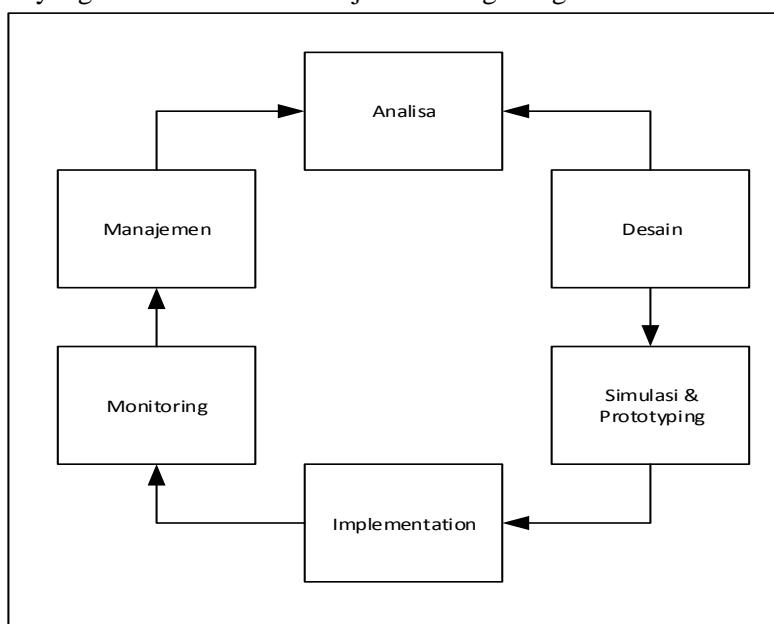 Analisa
Manajemen
Desain
Monitoring
Simulasi &
Prototyping
Implementation